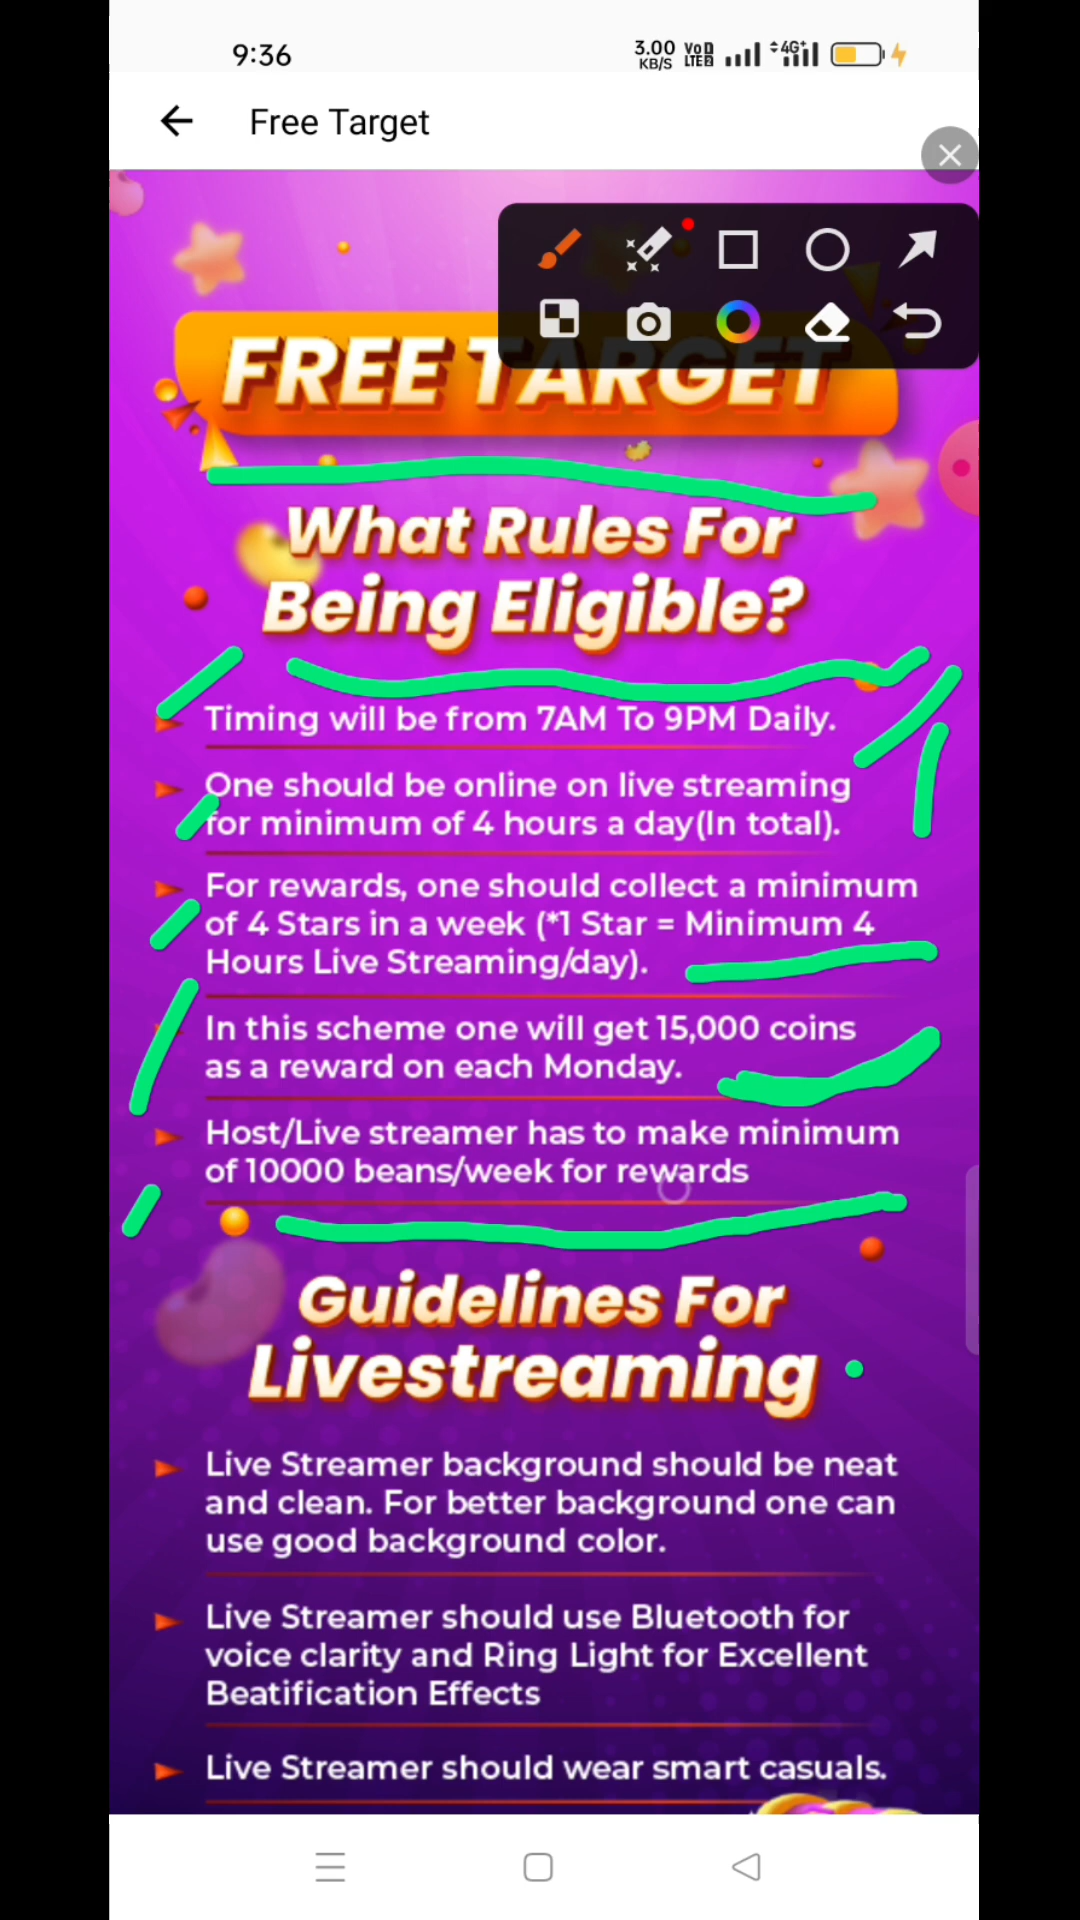 9:36
3.00
KB/S
VoD
LTE2
4G+
Free Target
FREE TARGET
What Rules For
Being Eligible?
Timing will be from 7AM To 9PM Daily.
One should be online on live streaming
for minimum of 4 hours a day(In total).
For rewards, one should collect a minimum
of 4 Stars in a week (*1 Star = Minimum 4
Hours Live Streaming/day).
In this scheme one will get 15,000 coins
as a reward on each Monday.
Host/Live streamer has to make minimum
of 10000 beans/week for rewards
Guidelines For
Livestreaming
Live Streamer background should be neat
and clean. For better background one can
use good background color.
Live Streamer should use Bluetooth for
voice clarity and Ring Light for Excellent
Beatification Effects
Live Streamer should wear smart casuals.